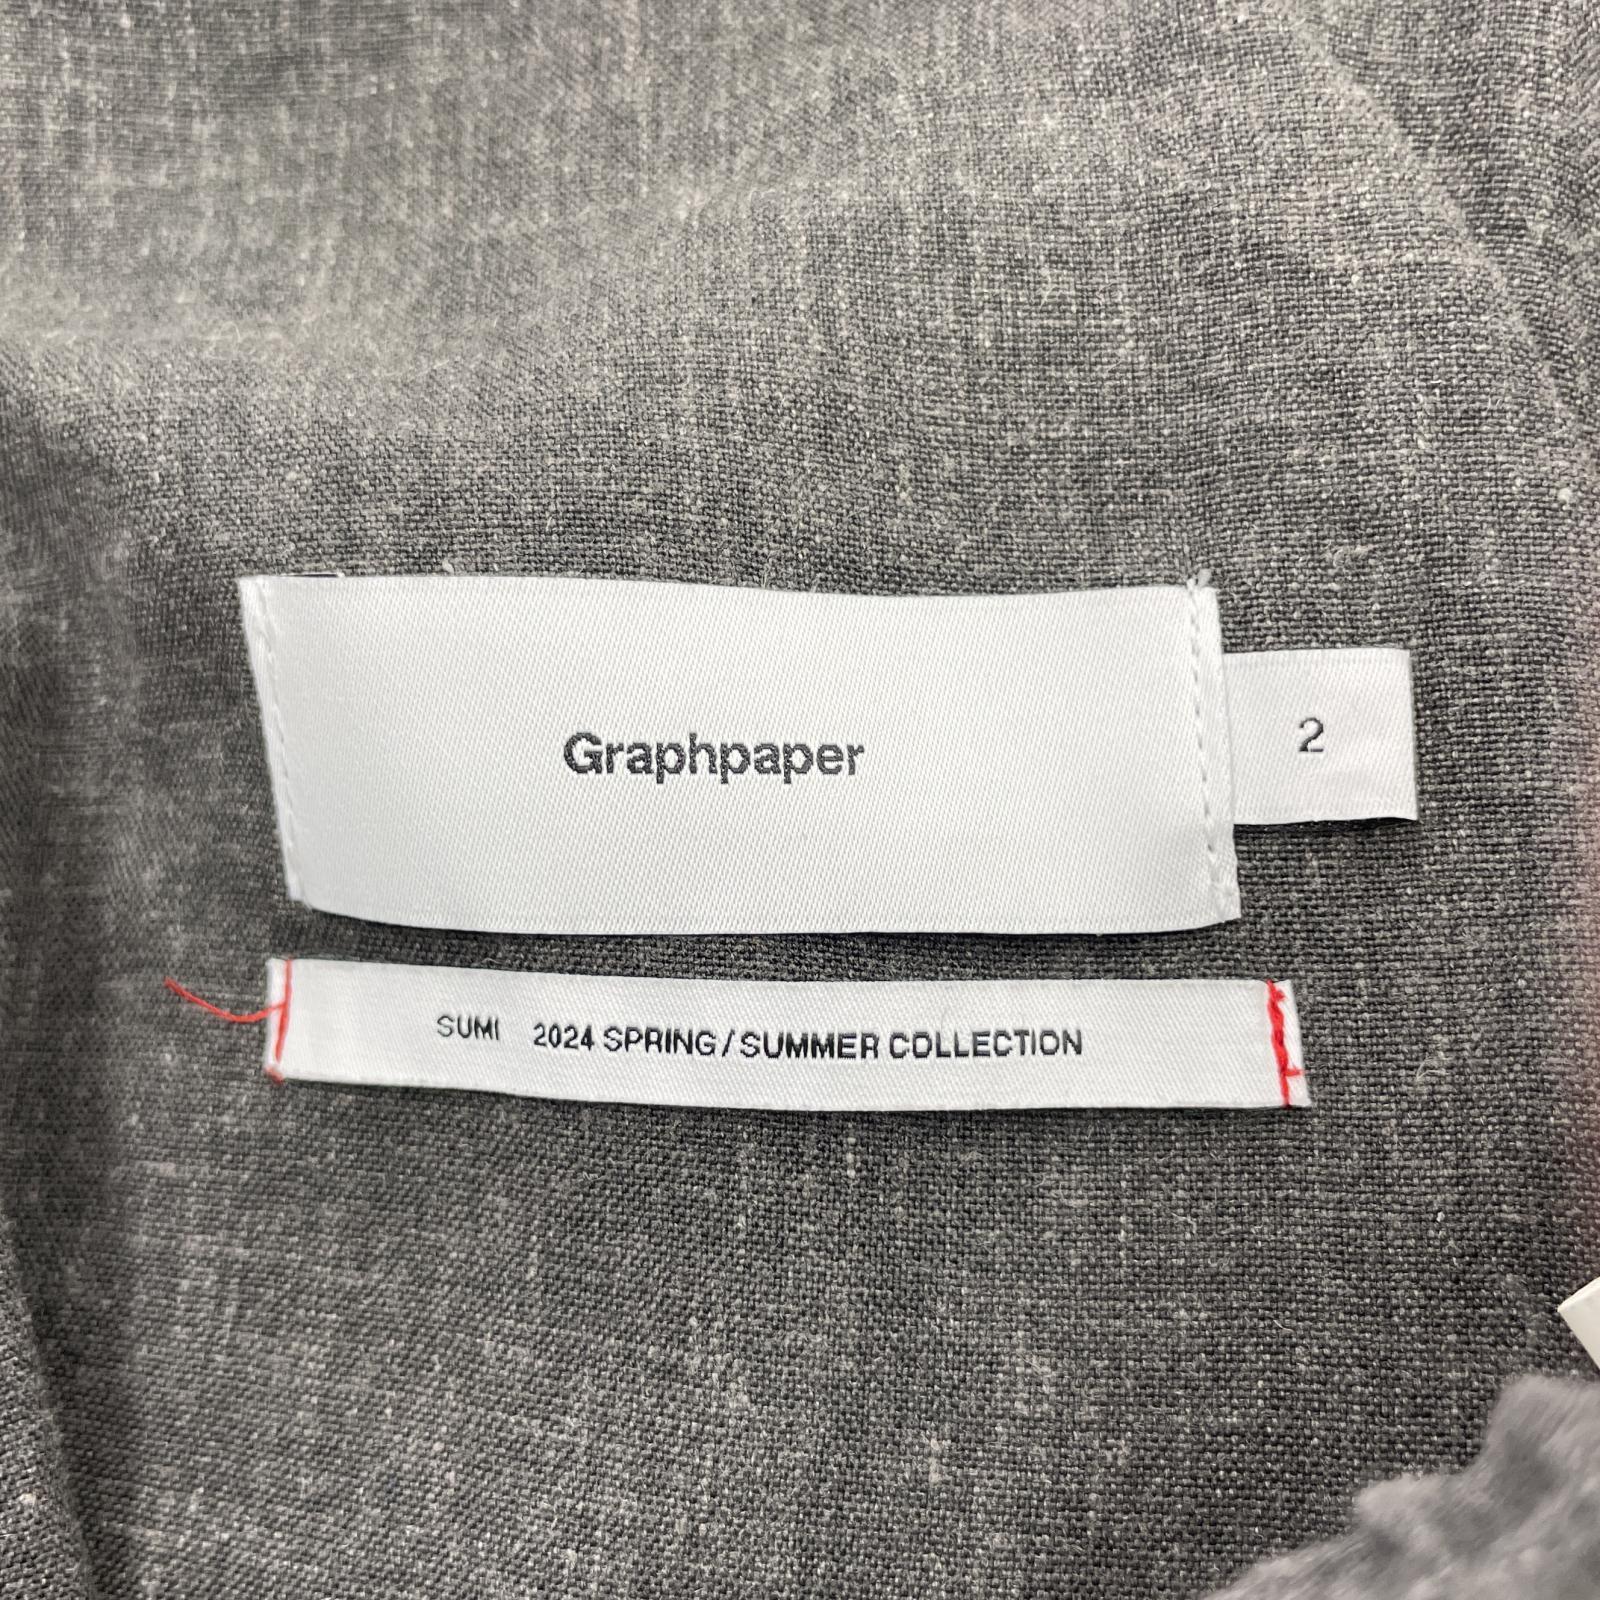 Graphpaper
2
SUMI 2024 SPRING/SUMMER COLLECTION